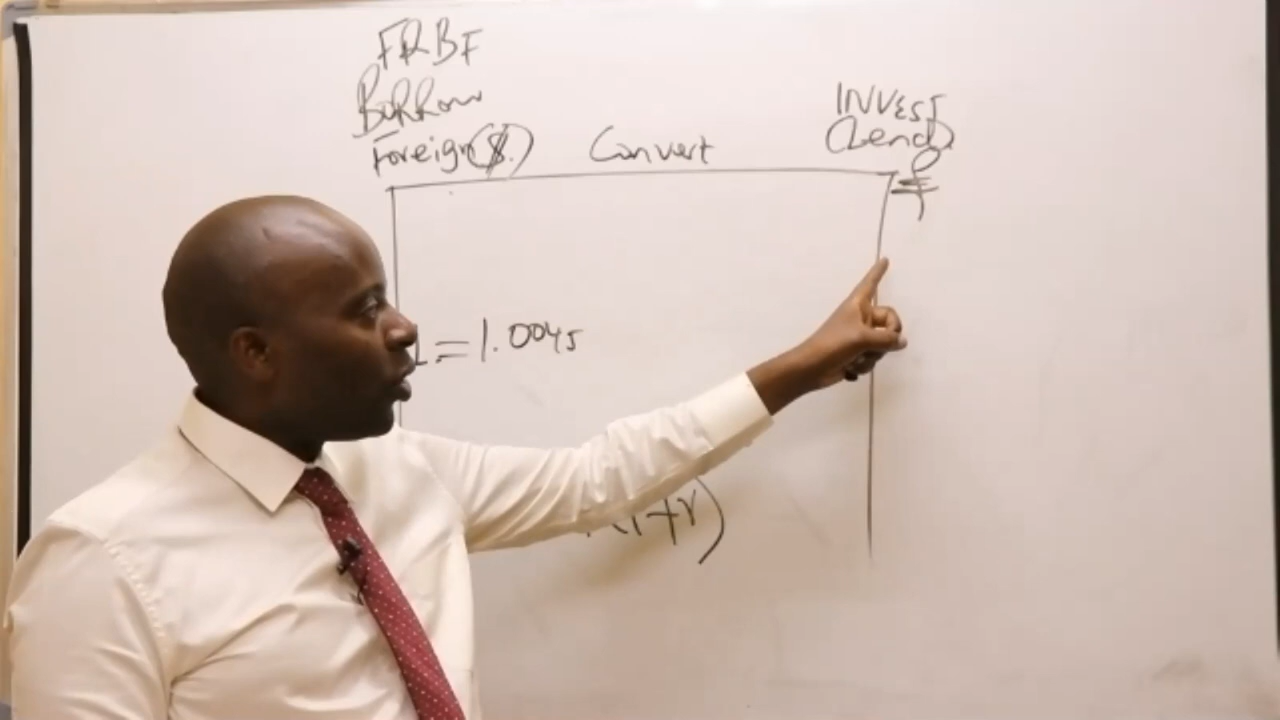 FRBF
Borrow
Foreign($)
Convert
INVEST
(Lend)
£
= 1.0045
(1+r)